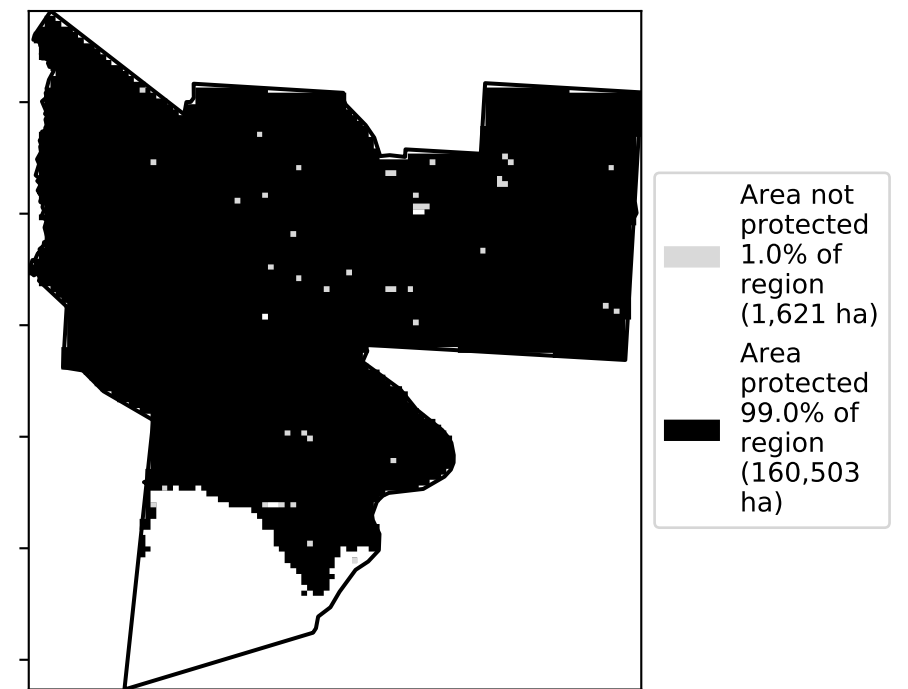 Area not
protected
1.0% of
region
(1,621 ha)
Area
protected
99.0% of
region
(160,503
ha)